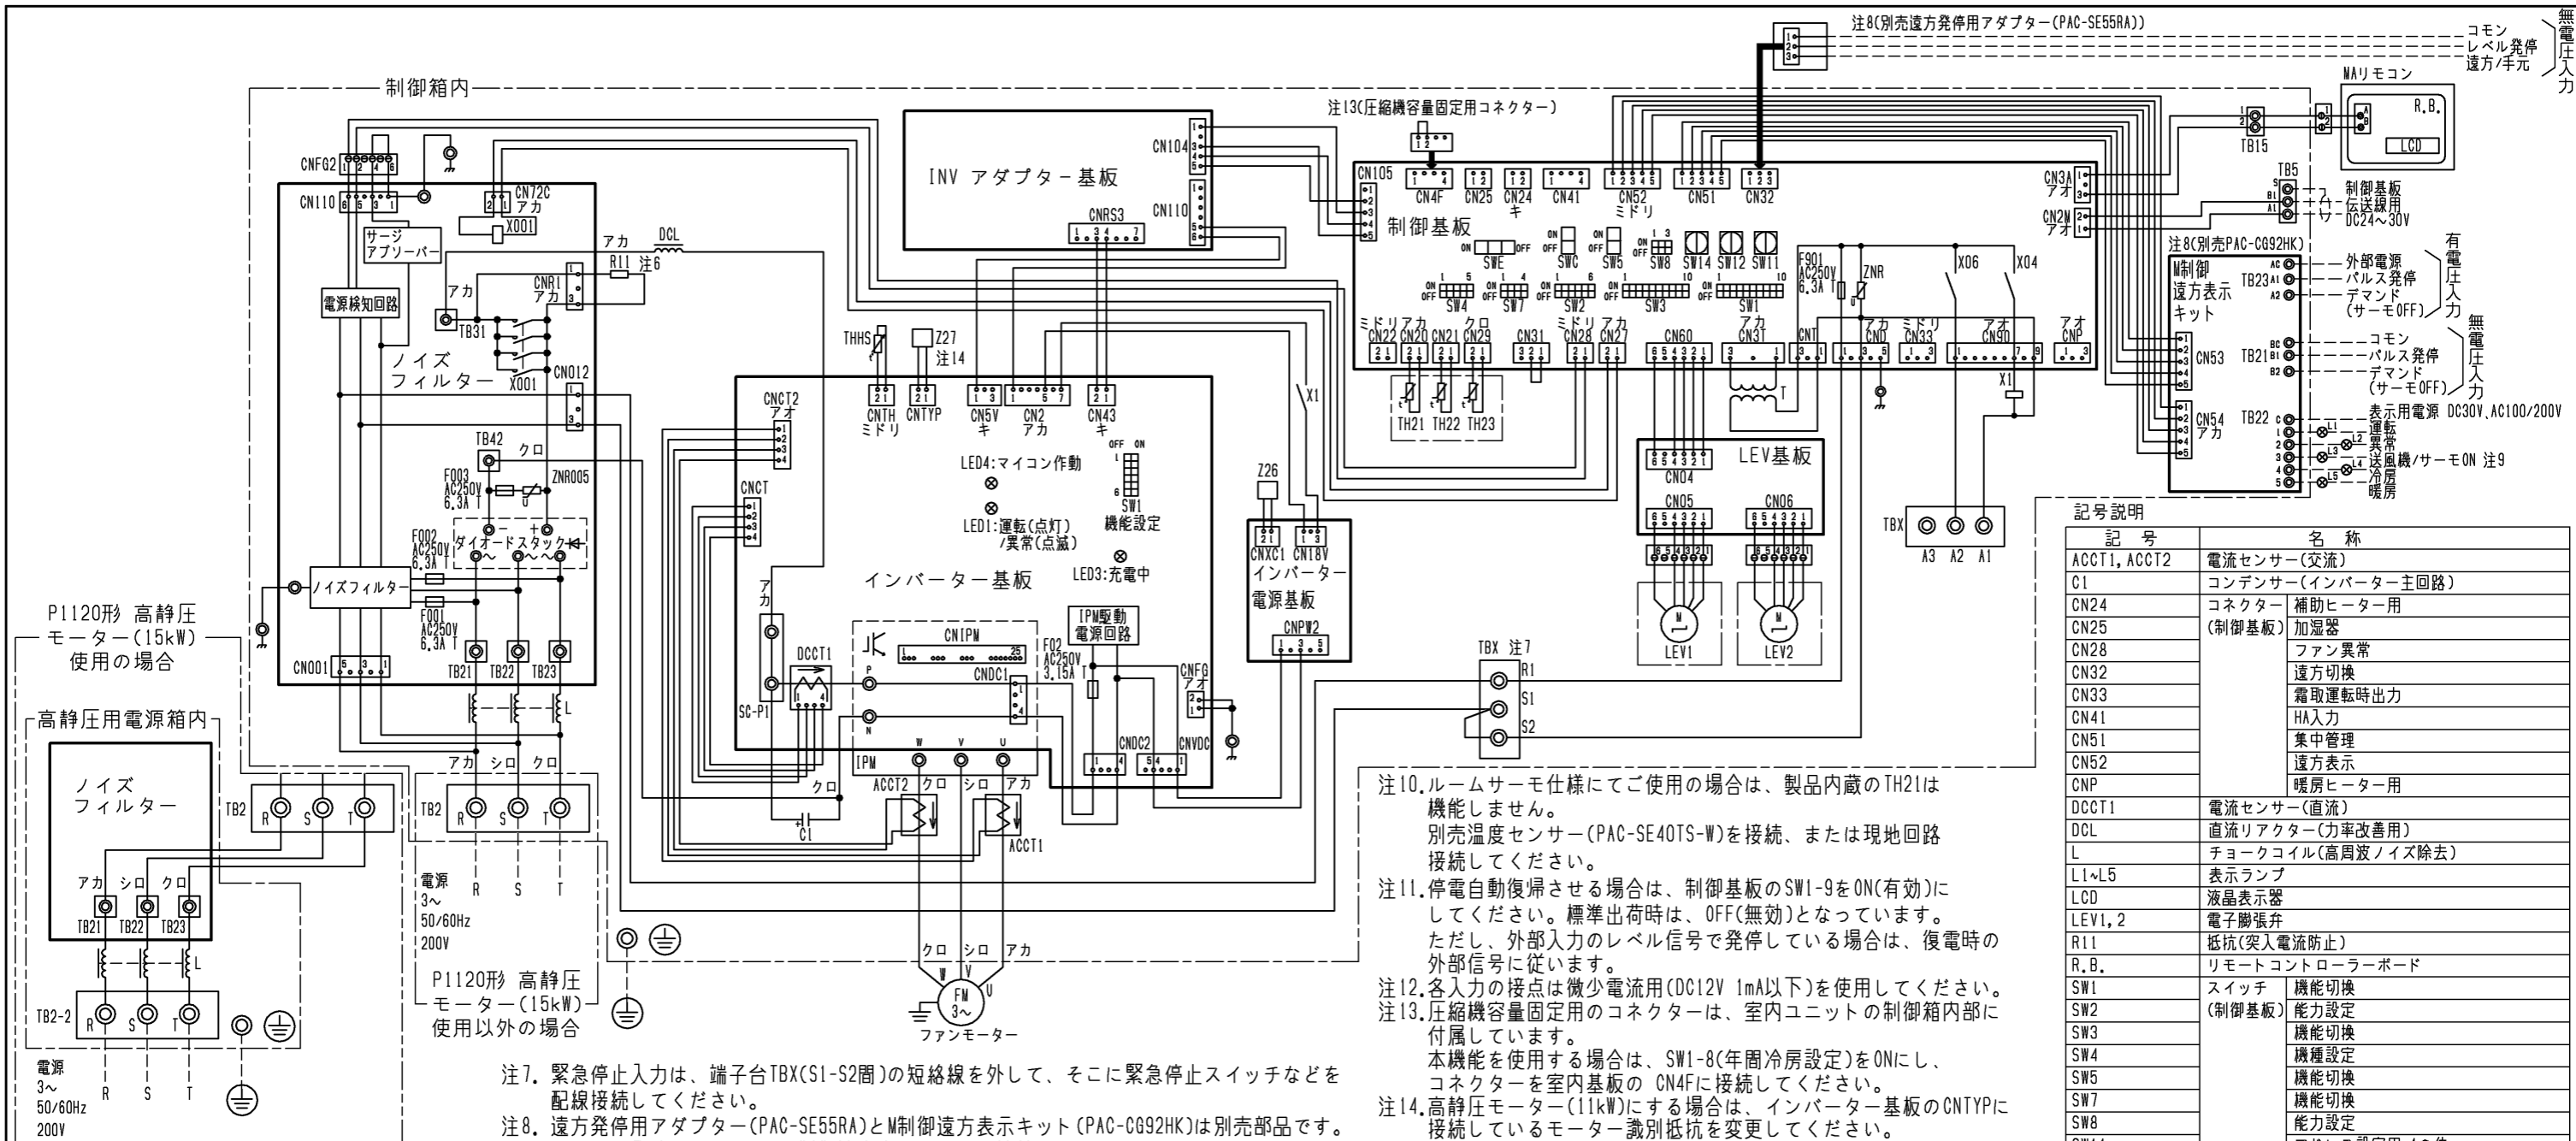 注8(別売遠方発停用アダプター(PAC-SE55RA))
コモン
レベル発停
遠方/手元
無電圧入力
制御箱内
注13(圧縮機容量固定用コネクター)
MAリモコン
R.B.
LCD
TB15
TB5
制御基板
伝送線用
DC24~30V
CNFG2
CN110
CN72C
アカ
X001
サージ
アブソーバー
電源検知回路
アカ
TB31
CNR1
アカ
アカ
R11 注6
DCL
ノイズ
フィルター
X001
CN012
TB42
クロ
F003
AC250V
6.3A T
ZNR005
F002
AC250V
6.3A T
ダイオードスタック
ノイズフィルター
F001
AC250V
6.3A T
CN001
TB21 TB22 TB23
L
INV アダプター基板
CN104
CN110
CNRS3
CN105
制御基板
CN4F
CN25
CN24
キ
CN41
CN52
ミドリ
CN51
CN32
CN3A
アオ
CN2M
アオ
SWE
SWC
SW5
SW8
SW14
SW12
SW11
SW4
SW7
SW2
SW3
SW1
F901
AC250V
6.3A T
ZNR
X06
X04
ミドリ
CN22
アカ
CN20
CN21
クロ
CN29
CN31
ミドリ
CN28
アカ
CN27
CN60
アカ
CN3T
CNT
アカ
CND
ミドリ
CN33
アオ
CN90
アオ
CNP
TH21 TH22 TH23
T
X1
注8(別売PAC-CG92HK)
M制御
遠方表示
キット
CN53
CN54
アカ
TB23
外部電源
パルス発停
デマンド
(サーモOFF)
有電圧入力
TB21
コモン
パルス発停
デマンド
(サーモOFF)
無電圧入力
TB22
表示用電源 DC30V、AC100/200V
運転
異常
送風機/サーモON 注9
冷房
暖房
THHS
Z27
注14
CNTH
ミドリ
CNTYP
CN5V
キ
CN2
アカ
CN43
キ
X1
CNCT2
アオ
CNCT
LED4:マイコン作動
LED1:運転(点灯)
/異常(点滅)
OFF ON
SW1
機能設定
LED3:充電中
インバーター基板
アカ
SC-P1
DCCT1
CNIPM
CNDC1
IPM駆動
電源回路
F02
AC250V
3.15A T
CNFG
アオ
CNDC2
CNVDC
IPM
W V U
P
N
クロ
C1
ACCT2
クロ シロ アカ
ACCT1
クロ シロ アカ
W V U
FM
3~
ファンモーター
Z26
CNXC1 CN18V
インバーター
電源基板
CNPW2
LEV基板
CN04
CN05
CN06
M
LEV1
M
LEV2
TBX
A3 A2 A1
TBX 注7
R1
S1
S2
P1120形 高静圧
モーター(15kW)
使用の場合
高静圧用電源箱内
ノイズ
フィルター
アカ シロ クロ
TB21 TB22 TB23
L
TB2-2
R S T
電源
3~
50/60Hz
200V
R S T
TB2
R S T
アカ シロ クロ
TB2
R S T
電源
3~
50/60Hz
200V
R S T
P1120形 高静圧
モーター(15kW)
使用以外の場合
注7. 緊急停止入力は、端子台TBX(S1-S2間)の短絡線を外して、そこに緊急停止スイッチなどを
配線接続してください。
注8. 遠方発停用アダプター(PAC-SE55RA)とM制御遠方表示キット(PAC-CG92HK)は別売部品です。
注10.ルームサーモ仕様にてご使用の場合は、製品内蔵のTH21は
機能しません。
別売温度センサー(PAC-SE40TS-W)を接続、または現地回路
接続してください。
注11.停電自動復帰させる場合は、制御基板のSW1-9をON(有効)に
してください。標準出荷時は、OFF(無効)となっています。
ただし、外部入力のレベル信号で発停している場合は、復電時の
外部信号に従います。
注12.各入力の接点は微少電流用(DC12V 1mA以下)を使用してください。
注13.圧縮機容量固定用のコネクターは、室内ユニットの制御箱内部に
付属しています。
本機能を使用する場合は、SW1-8(年間冷房設定)をONにし、
コネクターを室内基板の CN4Fに接続してください。
注14.高静圧モーター(11kW)にする場合は、インバーター基板のCNTYPに
接続しているモーター識別抵抗を変更してください。
記号説明
記 号 名 称
ACCT1,ACCT2 電流センサー(交流)
C1 コンデンサー(インバーター主回路)
CN24 コネクター 補助ヒーター用
CN25 (制御基板) 加湿器
CN28 ファン異常
CN32 遠方切換
CN33 霜取運転時出力
CN41 HA入力
CN51 集中管理
CN52 遠方表示
CNP 暖房ヒーター用
DCCT1 電流センサー(直流)
DCL 直流リアクター(力率改善用)
L チョークコイル(高周波ノイズ除去)
L1~L5 表示ランプ
LCD 液晶表示器
LEV1,2 電子膨張弁
R11 抵抗(突入電流防止)
R.B. リモートコントローラーボード
SW1 スイッチ 機能切換
SW2 (制御基板) 能力設定
SW3 機能切換
SW4 機種設定
SW5 機能切換
SW7 機能切換
SW8 能力設定